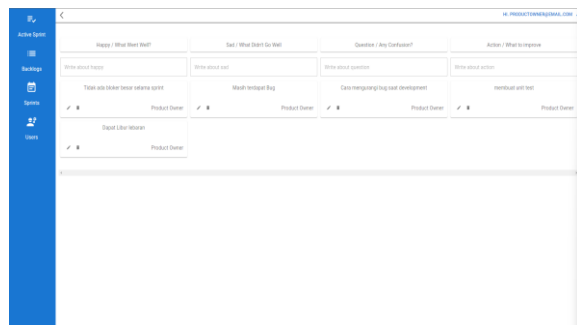 HI, PRODUCTOWNER@GMAIL.COM
Active Sprint
Backlogs
Sprints
Users
Happy / What Went Well?
Sad / What Didn't Go Well
Question / Any Confusion?
Action / What to improve
Write about happy
Write about sad
Write about question
Write about action
Tidak ada bloker besar selama sprint
Product Owner
Masih terdapat Bug
Product Owner
Cara mengurangi bug saat development
Product Owner
membuat unit test
Product Owner
Dapat Libur lebaran
Product Owner